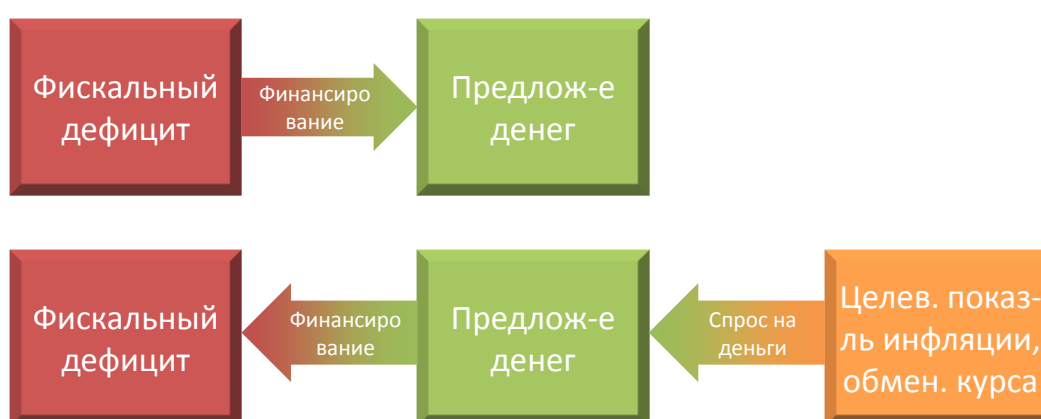 Фискальный
дефицит
Финансиро
вание
Предлож-е
денег
Фискальный
дефицит
Финансиро
вание
Предлож-е
денег
Спрос на
деньги
Целев. показ-
ль инфляции,
обмен. курса